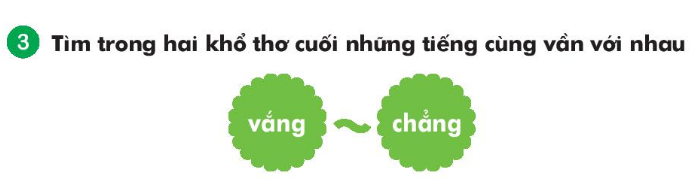 3 Tìm trong hai khổ thơ cuối những tiếng cùng vần với nhau
vắng ~ chẳng